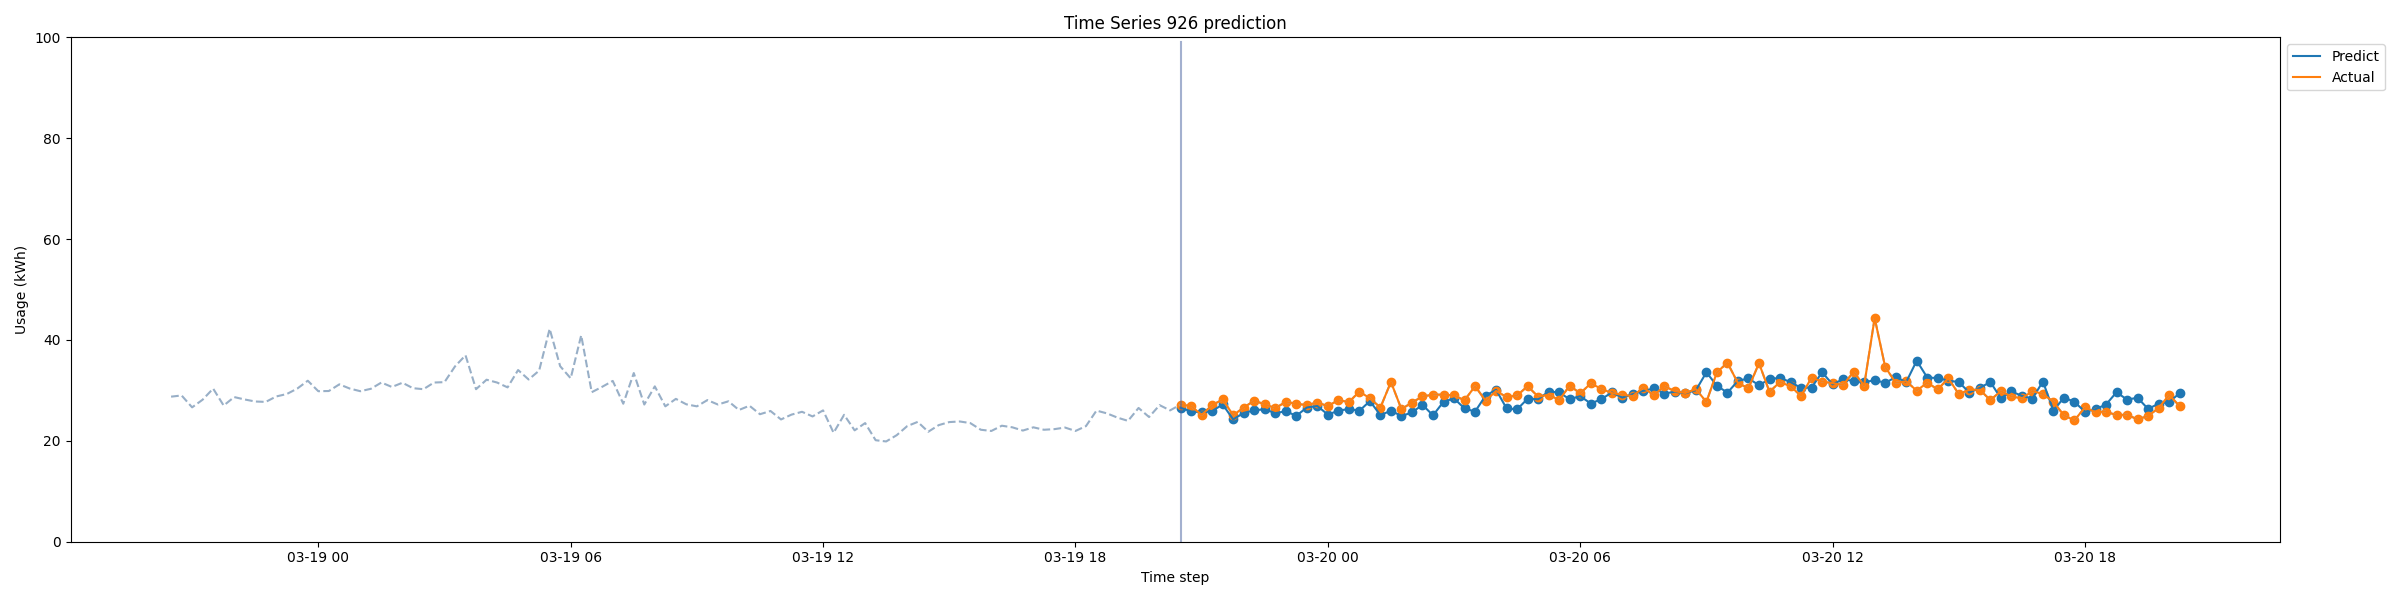 Time Series 926 prediction
100
80
60
40
20
0
Usage (kWh)
03-19 00
03-19 06
03-19 12
03-19 18
03-20 00
03-20 06
03-20 12
03-20 18
Time step
Predict
Actual